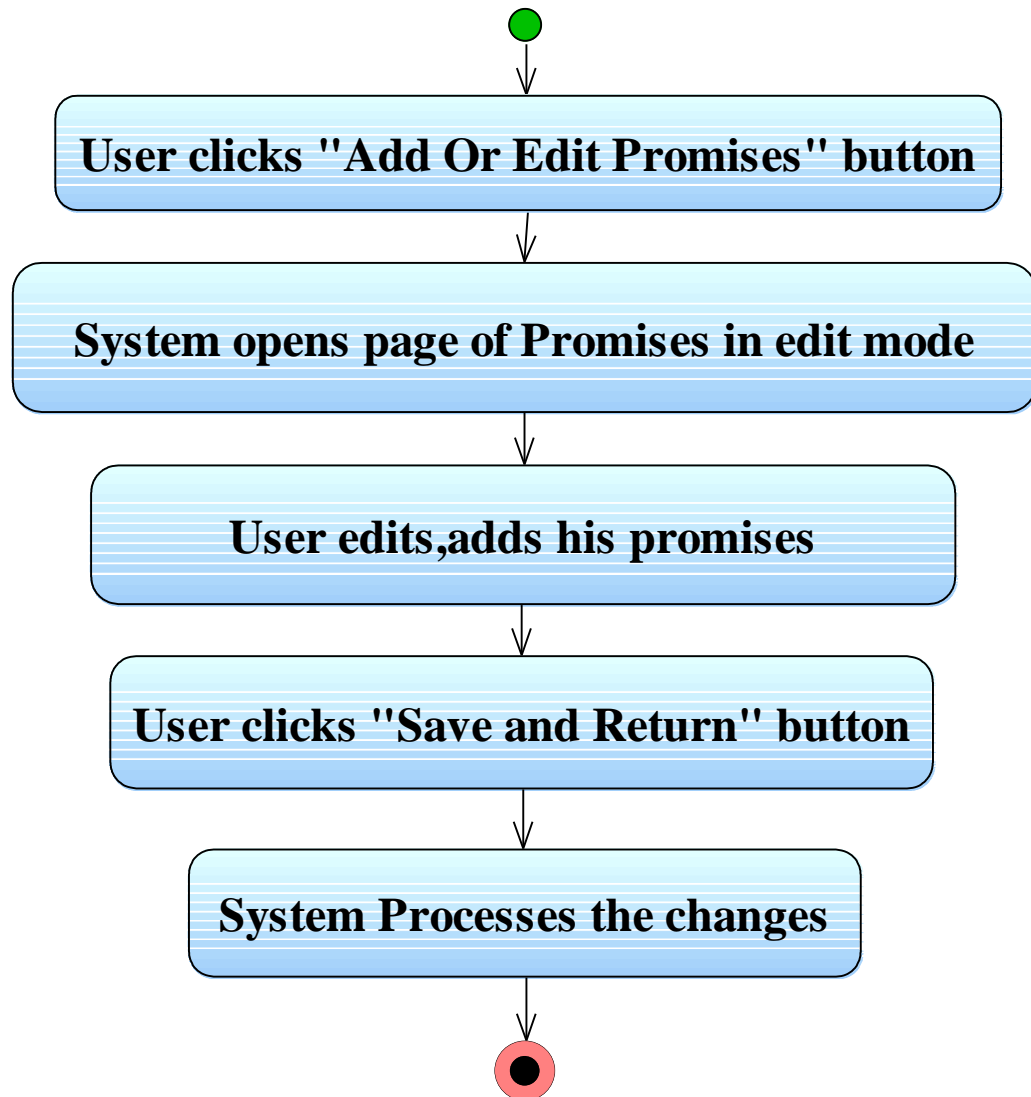 User clicks "Add Or Edit Promises" button
System opens page of Promises in edit mode
User edits,adds his promises
User clicks "Save and Return" button
System Processes the changes